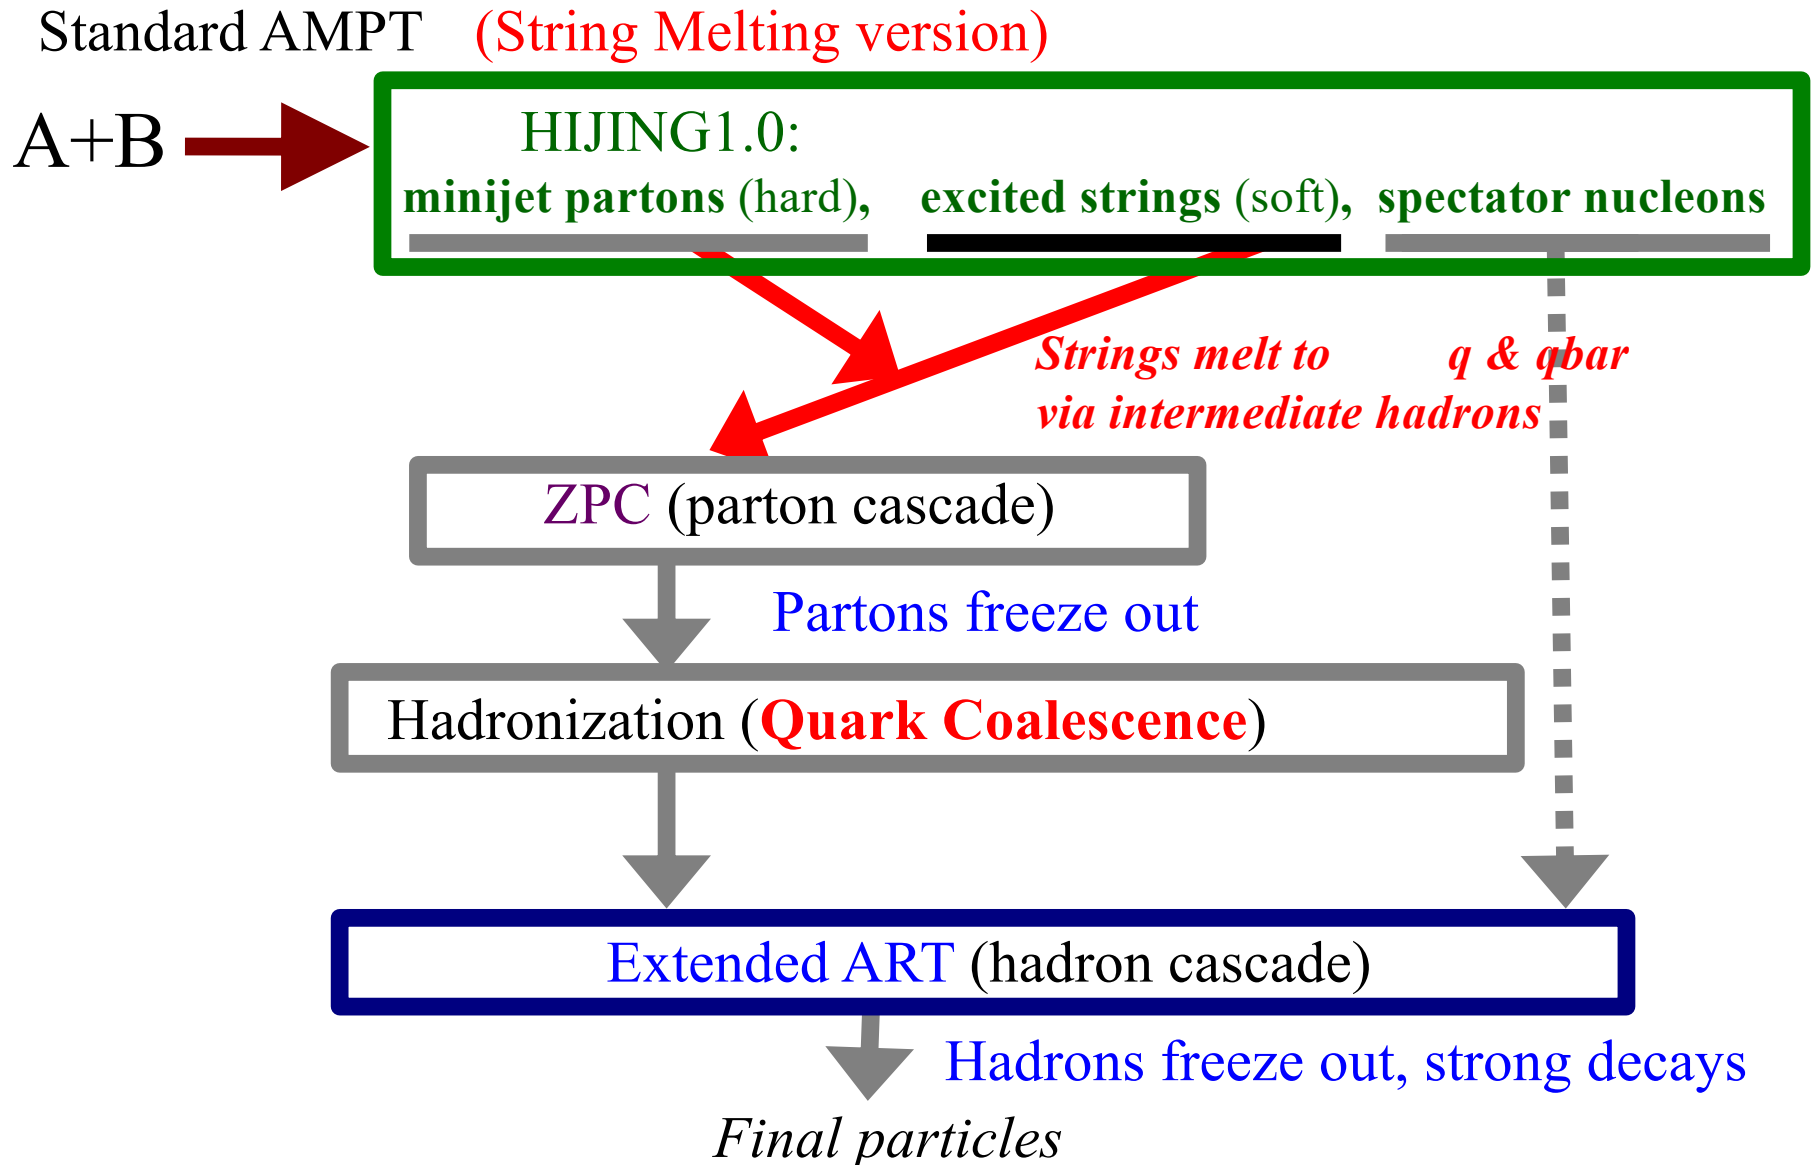 Standard AMPT (String Melting version)
A+B
HIJING1.0:
minijet partons (hard), excited strings (soft), spectator nucleons
Strings melt to q & qbar
via intermediate hadrons
ZPC (parton cascade)
Partons freeze out
Hadronization (Quark Coalescence)
Extended ART (hadron cascade)
Hadrons freeze out, strong decays
Final particles